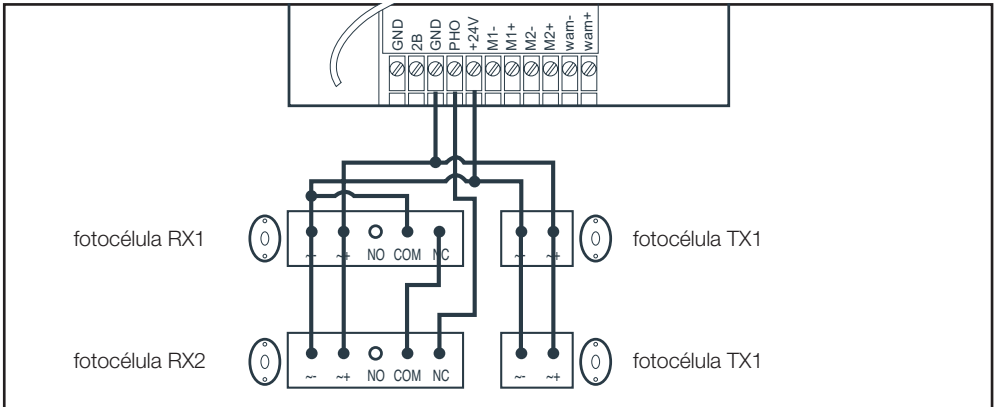 GND 2B GND PHO +24V M1- M1+ M2- M2+ wam- wam+
fotocélula RX1
~- ~+ NO COM NC
fotocélula TX1
~- ~+
fotocélula RX2
~- ~+ NO COM NC
fotocélula TX1
~- ~+